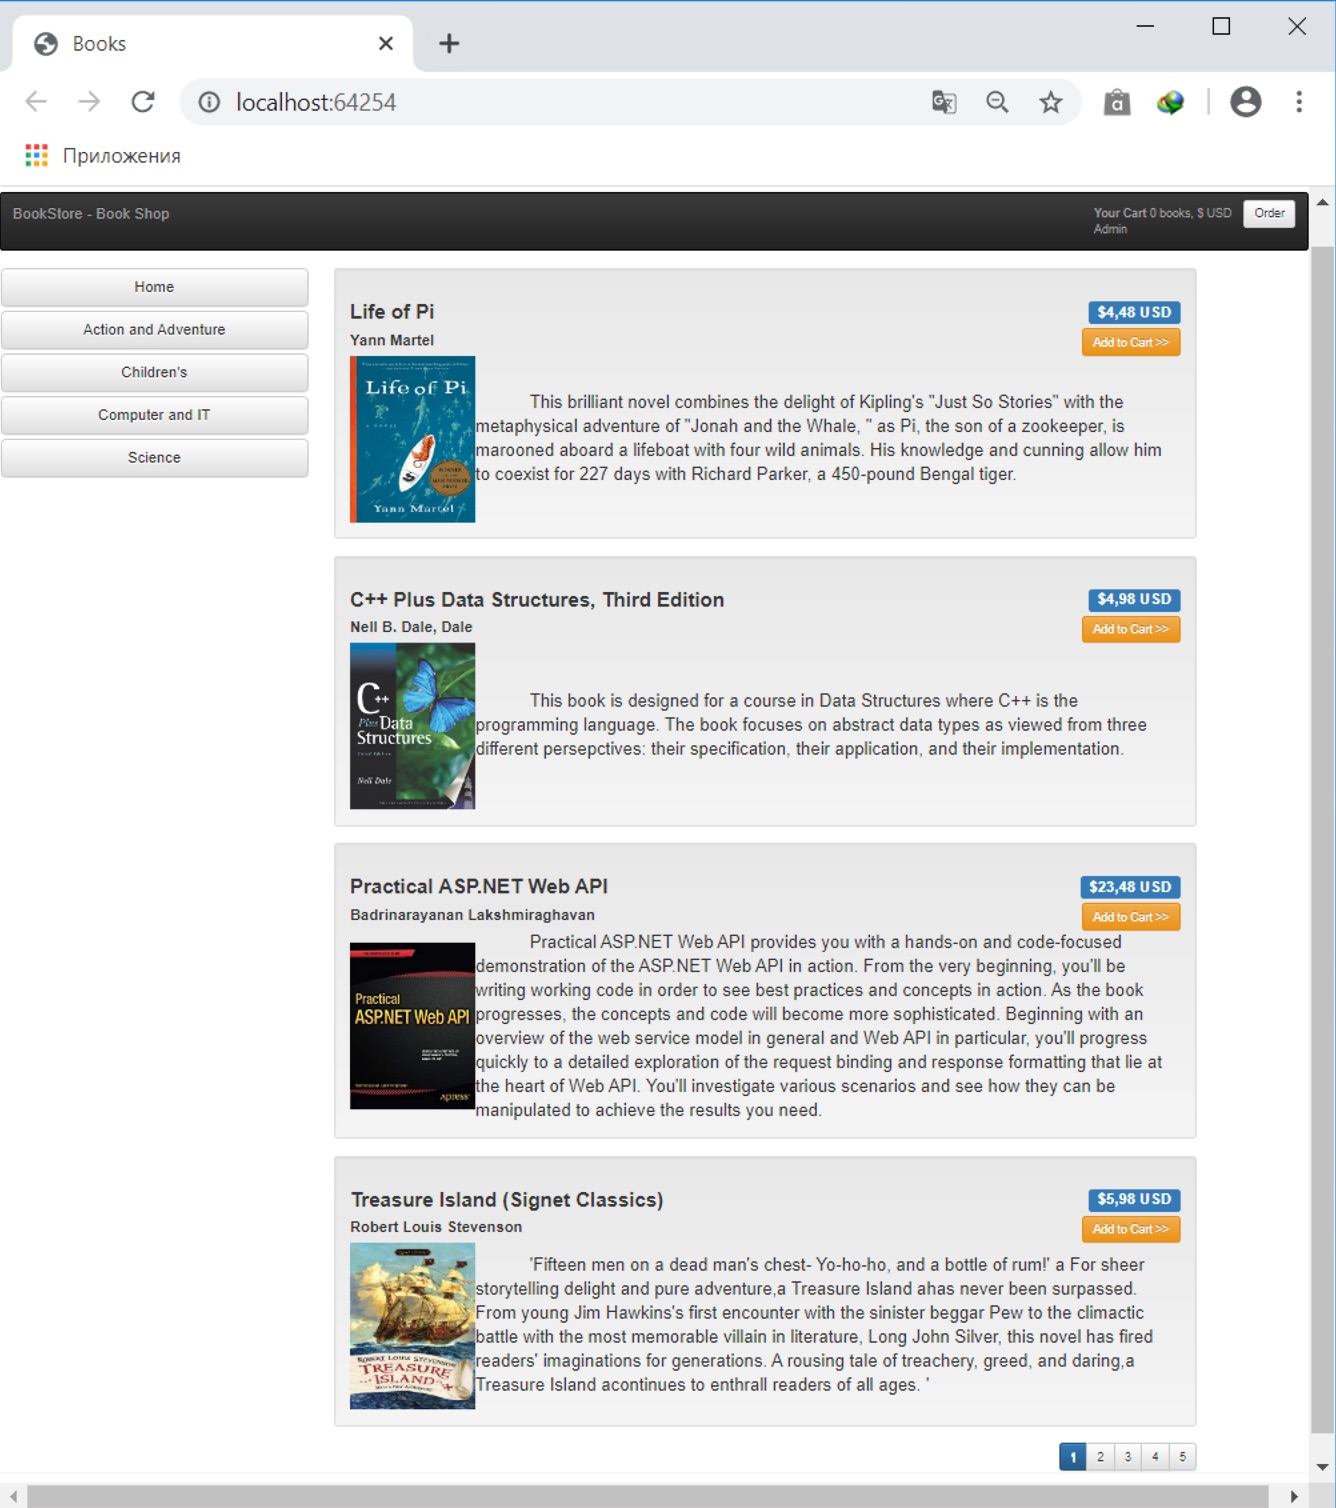 Books
localhost:64254
Приложения
BookStore - Book Shop
Your Cart 0 books, $ USD
Admin
Order
Home
Action and Adventure
Children's
Computer and IT
Science
Life of Pi
$4,48 USD
Yann Martel
Add to Cart >>
Life of Pi
A NOVEL
WINNER
Yann Martel
This brilliant novel combines the delight of Kipling's "Just So Stories" with the
metaphysical adventure of "Jonah and the Whale, " as Pi, the son of a zookeeper, is
marooned aboard a lifeboat with four wild animals. His knowledge and cunning allow him
to coexist for 227 days with Richard Parker, a 450-pound Bengal tiger.
C++ Plus Data Structures, Third Edition
$4,98 USD
Nell B. Dale, Dale
Add to Cart >>
C++
Plus Data
Structures
Nell Dale
This book is designed for a course in Data Structures where C++ is the
programming language. The book focuses on abstract data types as viewed from three
different persepctives: their specification, their application, and their implementation.
Practical ASP.NET Web API
$23,48 USD
Badrinarayanan Lakshmiraghavan
Add to Cart >>
Practical
ASP.NET Web API
Apress
Practical ASP.NET Web API provides you with a hands-on and code-focused
demonstration of the ASP.NET Web API in action. From the very beginning, you'll be
writing working code in order to see best practices and concepts in action. As the book
progresses, the concepts and code will become more sophisticated. Beginning with an
overview of the web service model in general and Web API in particular, you'll progress
quickly to a detailed exploration of the request binding and response formatting that lie at
the heart of Web API. You'll investigate various scenarios and see how they can be
manipulated to achieve the results you need.
Treasure Island (Signet Classics)
$5,98 USD
Robert Louis Stevenson
Add to Cart >>
ROBERT LOUIS STEVENSON
TREASURE
ISLAND
'Fifteen men on a dead man's chest- Yo-ho-ho, and a bottle of rum!' a For sheer
storytelling delight and pure adventure,a Treasure Island ahas never been surpassed.
From young Jim Hawkins's first encounter with the sinister beggar Pew to the climactic
battle with the most memorable villain in literature, Long John Silver, this novel has fired
readers' imaginations for generations. A rousing tale of treachery, greed, and daring,a
Treasure Island acontinues to enthrall readers of all ages. '
1 2 3 4 5